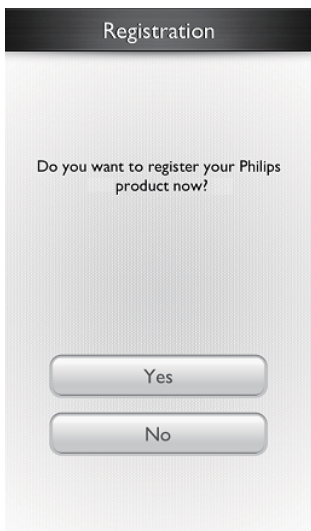 Registration
Do you want to register your Philips
product now?
Yes
No